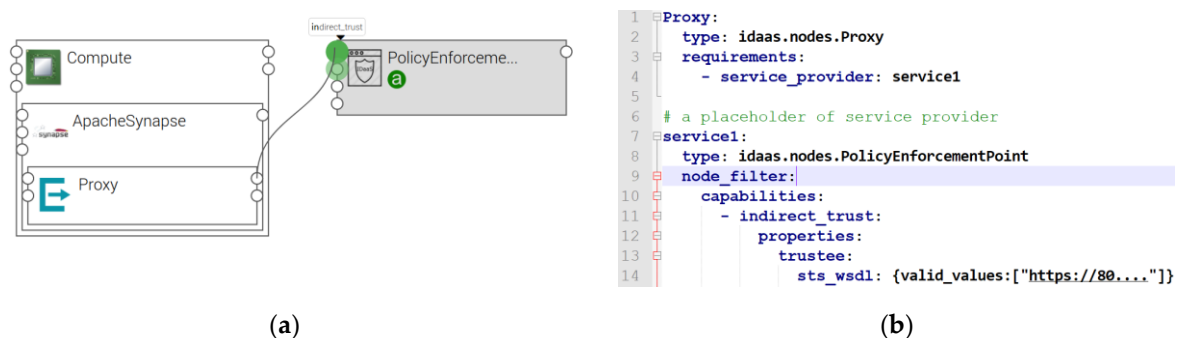 indirect_trust
Compute
PolicyEnforceme...
IDaaS
a
ApacheSynapse
synapse
Proxy
(a)
1 Proxy:
2 type: idaas.nodes.Proxy
3 requirements:
4 - service_provider: service1
5
6 # a placeholder of service provider
7 service1:
8 type: idaas.nodes.PolicyEnforcementPoint
9 node_filter:
10 capabilities:
11 - indirect_trust:
12 properties:
13 trustee:
14 sts_wsdl: {valid_values:["https://80...."]}
(b)